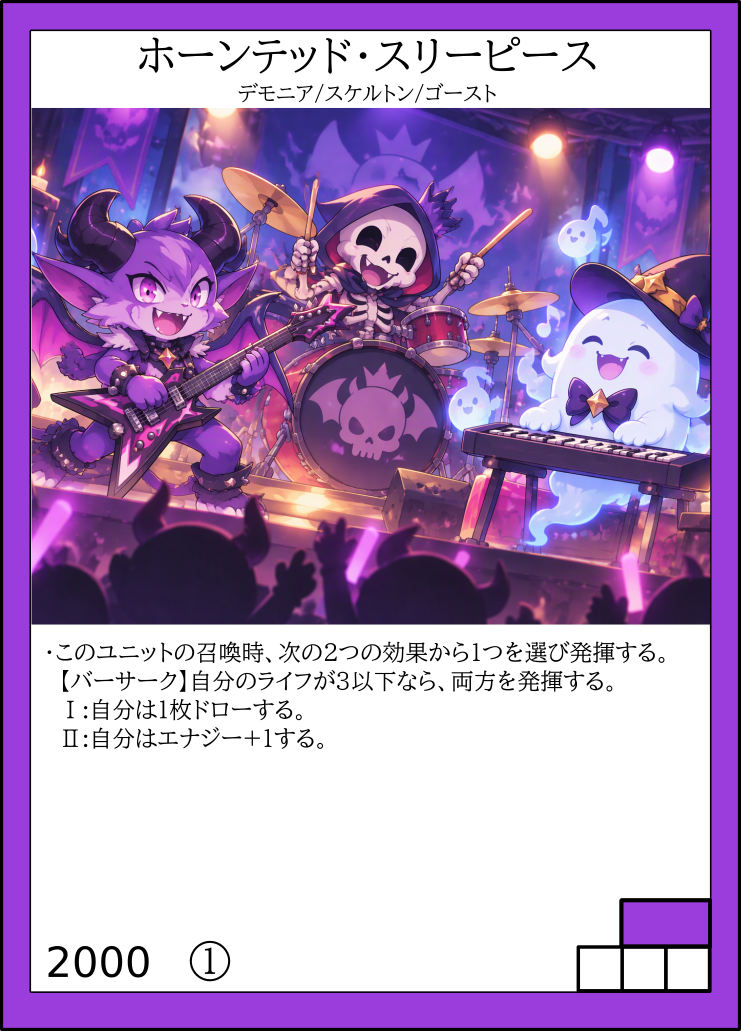 ホーンテッド・スリーピース
デモニア/スケルトン/ゴースト
・このユニットの召喚時、次の2つの効果から1つを選び発揮する。
【バーサーク】自分のライフが3以下なら、両方を発揮する。
Ⅰ:自分は1枚ドローする。
Ⅱ:自分はエナジー+1する。
2000 ①